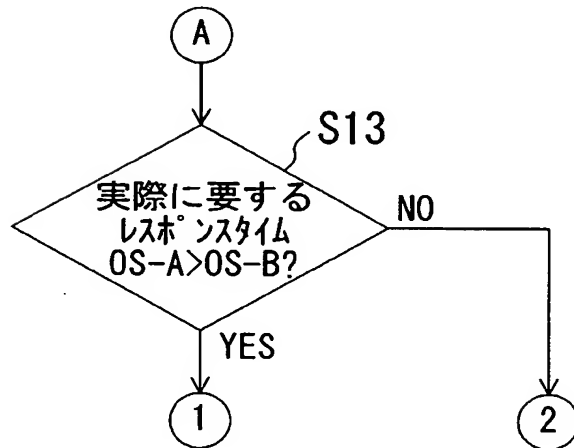 A
S13
実際に要する
レスポンスタイム
OS-A>OS-B?
NO
YES
1
2